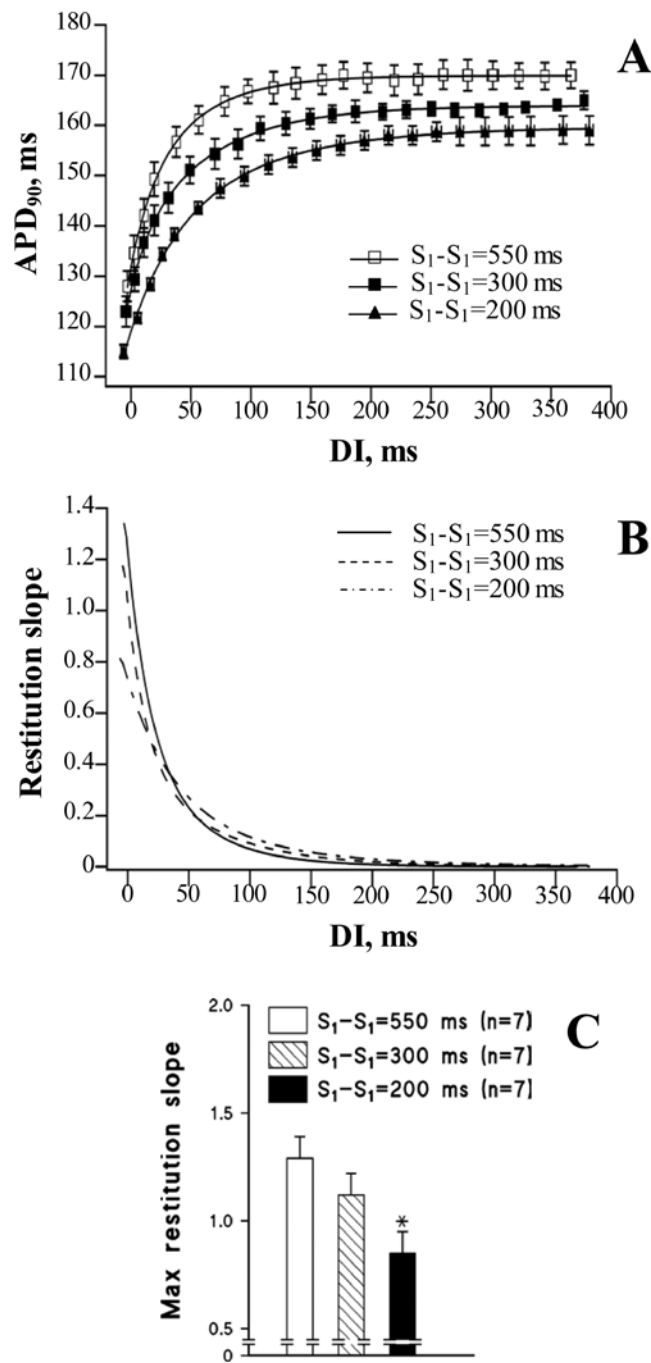 A
170
160
150
140
130
120
110
APD90, ms
S1-S1=550 ms
S1-S1=300 ms
S1-S1=200 ms
0 50 100 150 200 250 300 350 400
DI, ms
B
1.4
1.2
1.0
0.8
0.6
0.4
0.2
0
Restitution slope
S1-S1=550 ms
S1-S1=300 ms
S1-S1=200 ms
0 50 100 150 200 250 300 350 400
DI, ms
C
2.0
1.5
1.0
0.5
0
Max restitution slope
S1-S1=550 ms (n=7)
S1-S1=300 ms (n=7)
S1-S1=200 ms (n=7)
*